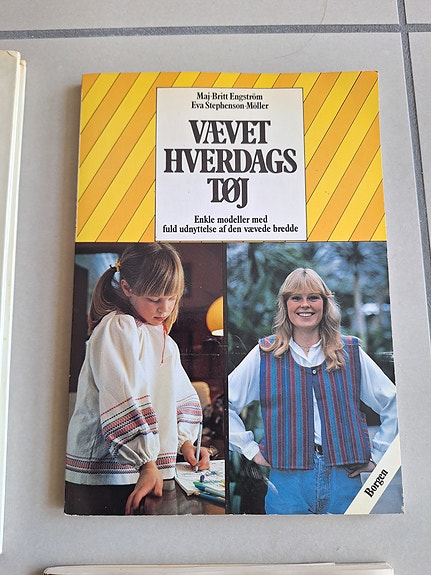 Maj-Britt Engström
Eva Stephenson-Möller
VÆVET
HVERDAGS
TØJ
Enkle modeller med
fuld udnyttelse af den vævede bredde
Borgen